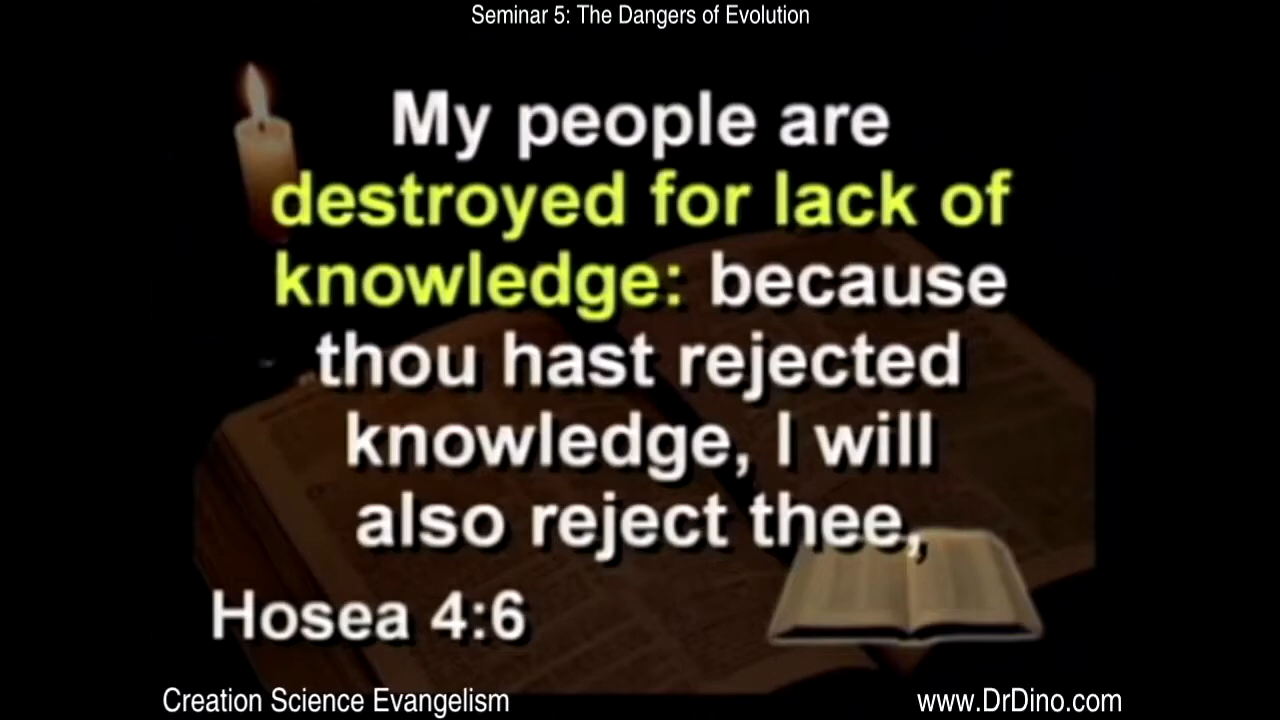 Seminar 5: The Dangers of Evolution
My people are
destroyed for lack of
knowledge: because
thou hast rejected
knowledge, I will
also reject thee,
Hosea 4:6
Creation Science Evangelism
www.DrDino.com